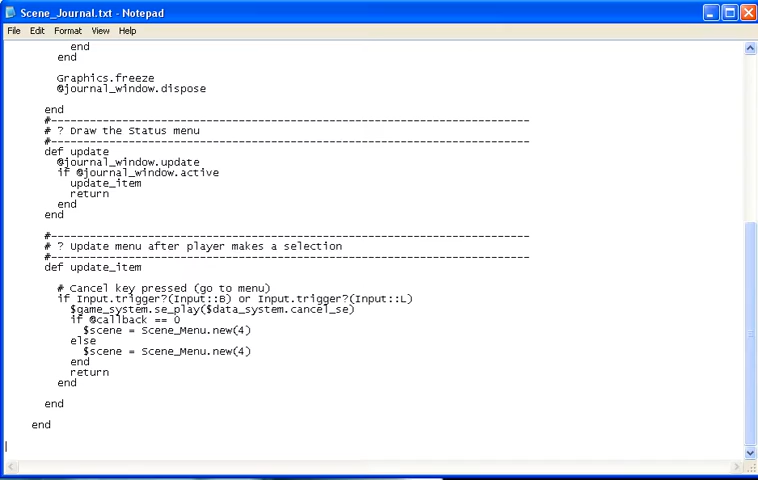 Scene_Journal.txt - Notepad
File Edit Format View Help
end
end
Graphics.freeze
@journal_window.dispose
end
#--------------------------------------------------------------------------
# ? Draw the Status menu
#--------------------------------------------------------------------------
def update
@journal_window.update
if @journal_window.active
update_item
return
end
end
#--------------------------------------------------------------------------
# ? Update menu after player makes a selection
#--------------------------------------------------------------------------
def update_item
# Cancel key pressed (go to menu)
if Input.trigger?(Input::B) or Input.trigger?(Input::L)
$game_system.se_play($data_system.cancel_se)
if @callback == 0
$scene = Scene_Menu.new(4)
else
$scene = Scene_Menu.new(4)
end
return
end
end
end